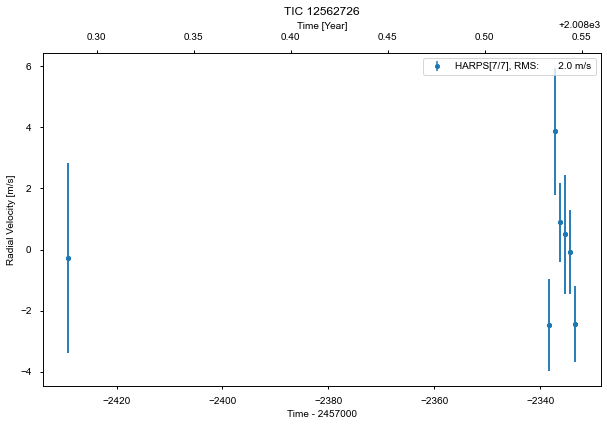 TIC 12562726
Time [Year]
+2.008e3
0.30 0.35 0.40 0.45 0.50 0.55
HARPS[7/7], RMS: 2.0 m/s
Radial Velocity [m/s]
6
4
2
0
−2
−4
−2420 −2400 −2380 −2360 −2340
Time - 2457000